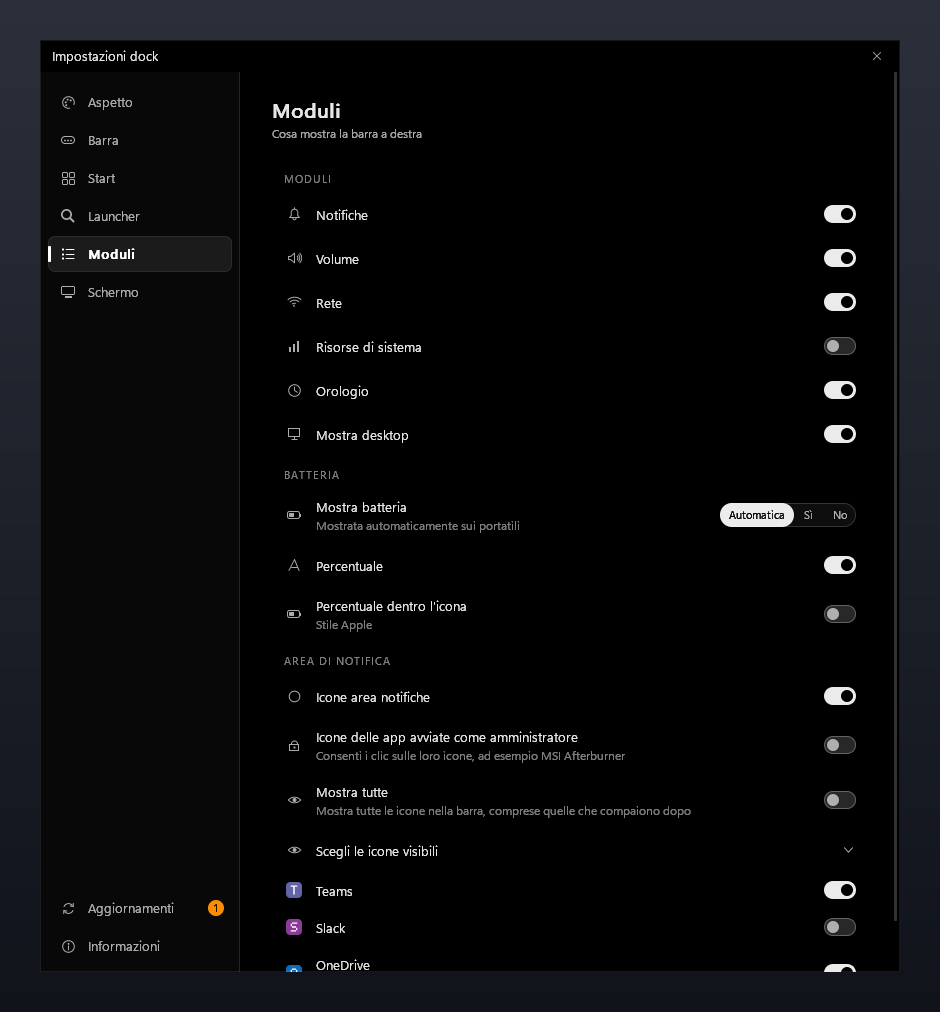 Impostazioni dock
Aspetto
Barra
Start
Launcher
Moduli
Schermo
Aggiornamenti 1
Informazioni
Moduli
Cosa mostra la barra a destra
MODULI
Notifiche
Volume
Rete
Risorse di sistema
Orologio
Mostra desktop
BATTERIA
Mostra batteria
Mostrata automaticamente sui portatili
Automatica Sì No
Percentuale
Percentuale dentro l'icona
Stile Apple
AREA DI NOTIFICA
Icone area notifiche
Icone delle app avviate come amministratore
Consenti i clic sulle loro icone, ad esempio MSI Afterburner
Mostra tutte
Mostra tutte le icone nella barra, comprese quelle che compaiono dopo
Scegli le icone visibili
T Teams
S Slack
OneDrive